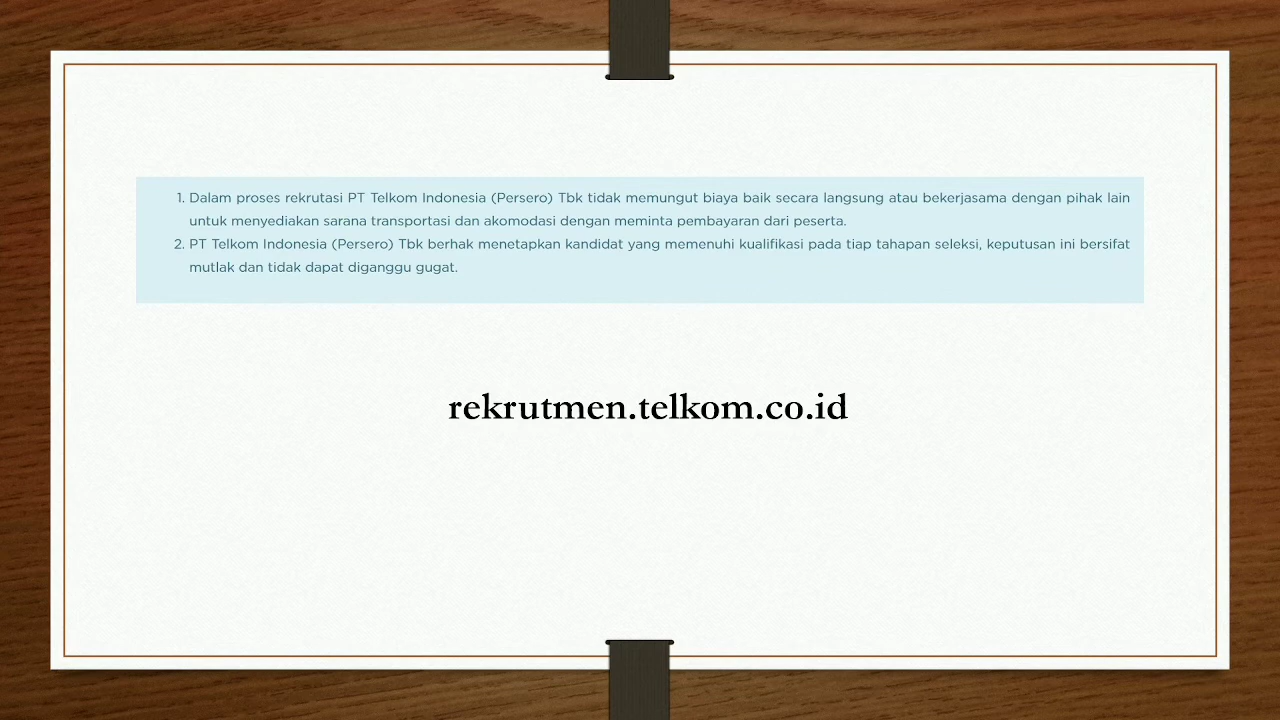 1. Dalam proses rekrutasi PT Telkom Indonesia (Persero) Tbk tidak memungut biaya baik secara langsung atau bekerjasama dengan pihak lain
untuk menyediakan sarana transportasi dan akomodasi dengan meminta pembayaran dari peserta.
2. PT Telkom Indonesia (Persero) Tbk berhak menetapkan kandidat yang memenuhi kualifikasi pada tiap tahapan seleksi, keputusan ini bersifat
mutlak dan tidak dapat diganggu gugat.
rekrutmen.telkom.co.id